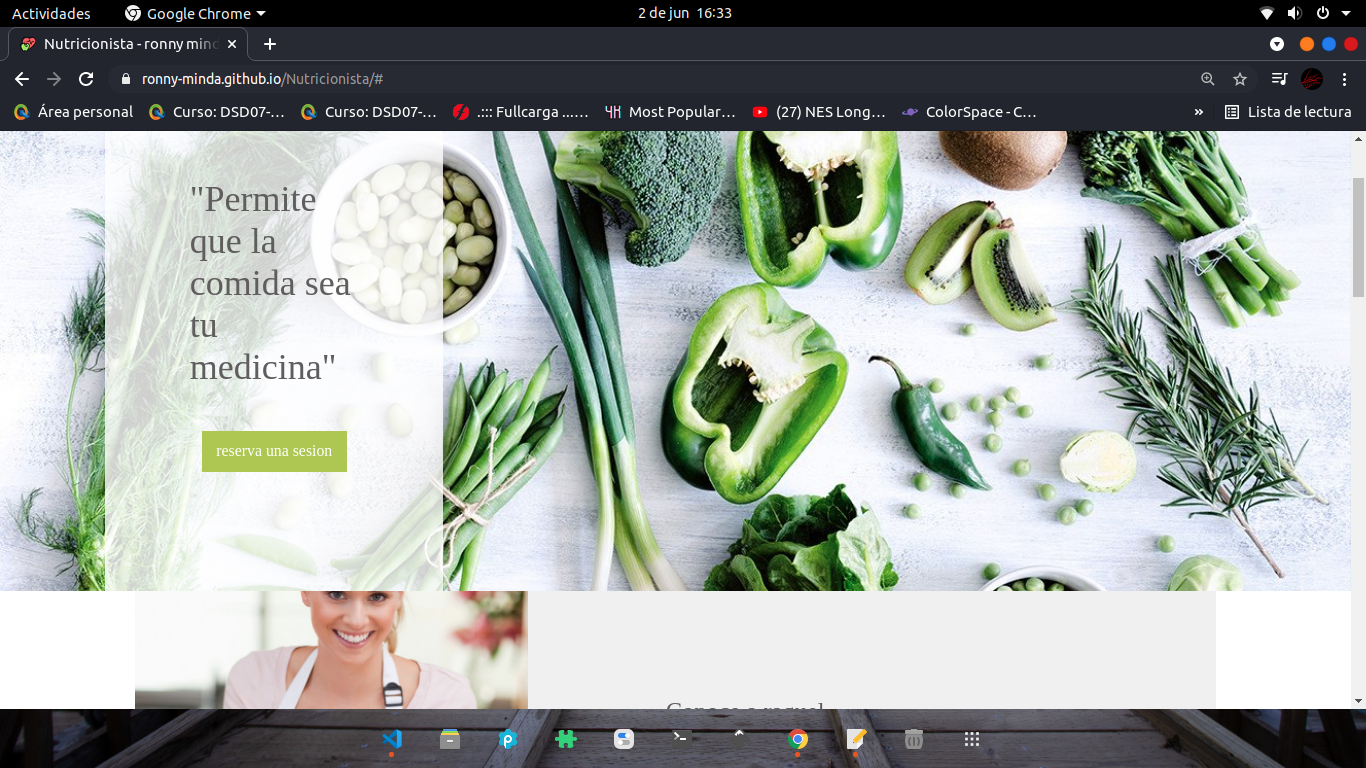 Actividades
Google Chrome
2 de jun 16:33
Nutricionista - ronny mind
ronny-minda.github.io/Nutricionista/#
Área personal
Curso: DSD07-…
Curso: DSD07-…
.::: Fullcarga ...…
Most Popular…
(27) NES Long…
ColorSpace - C…
»
Lista de lectura
"Permite
que la
comida sea
tu
medicina"
reserva una sesion